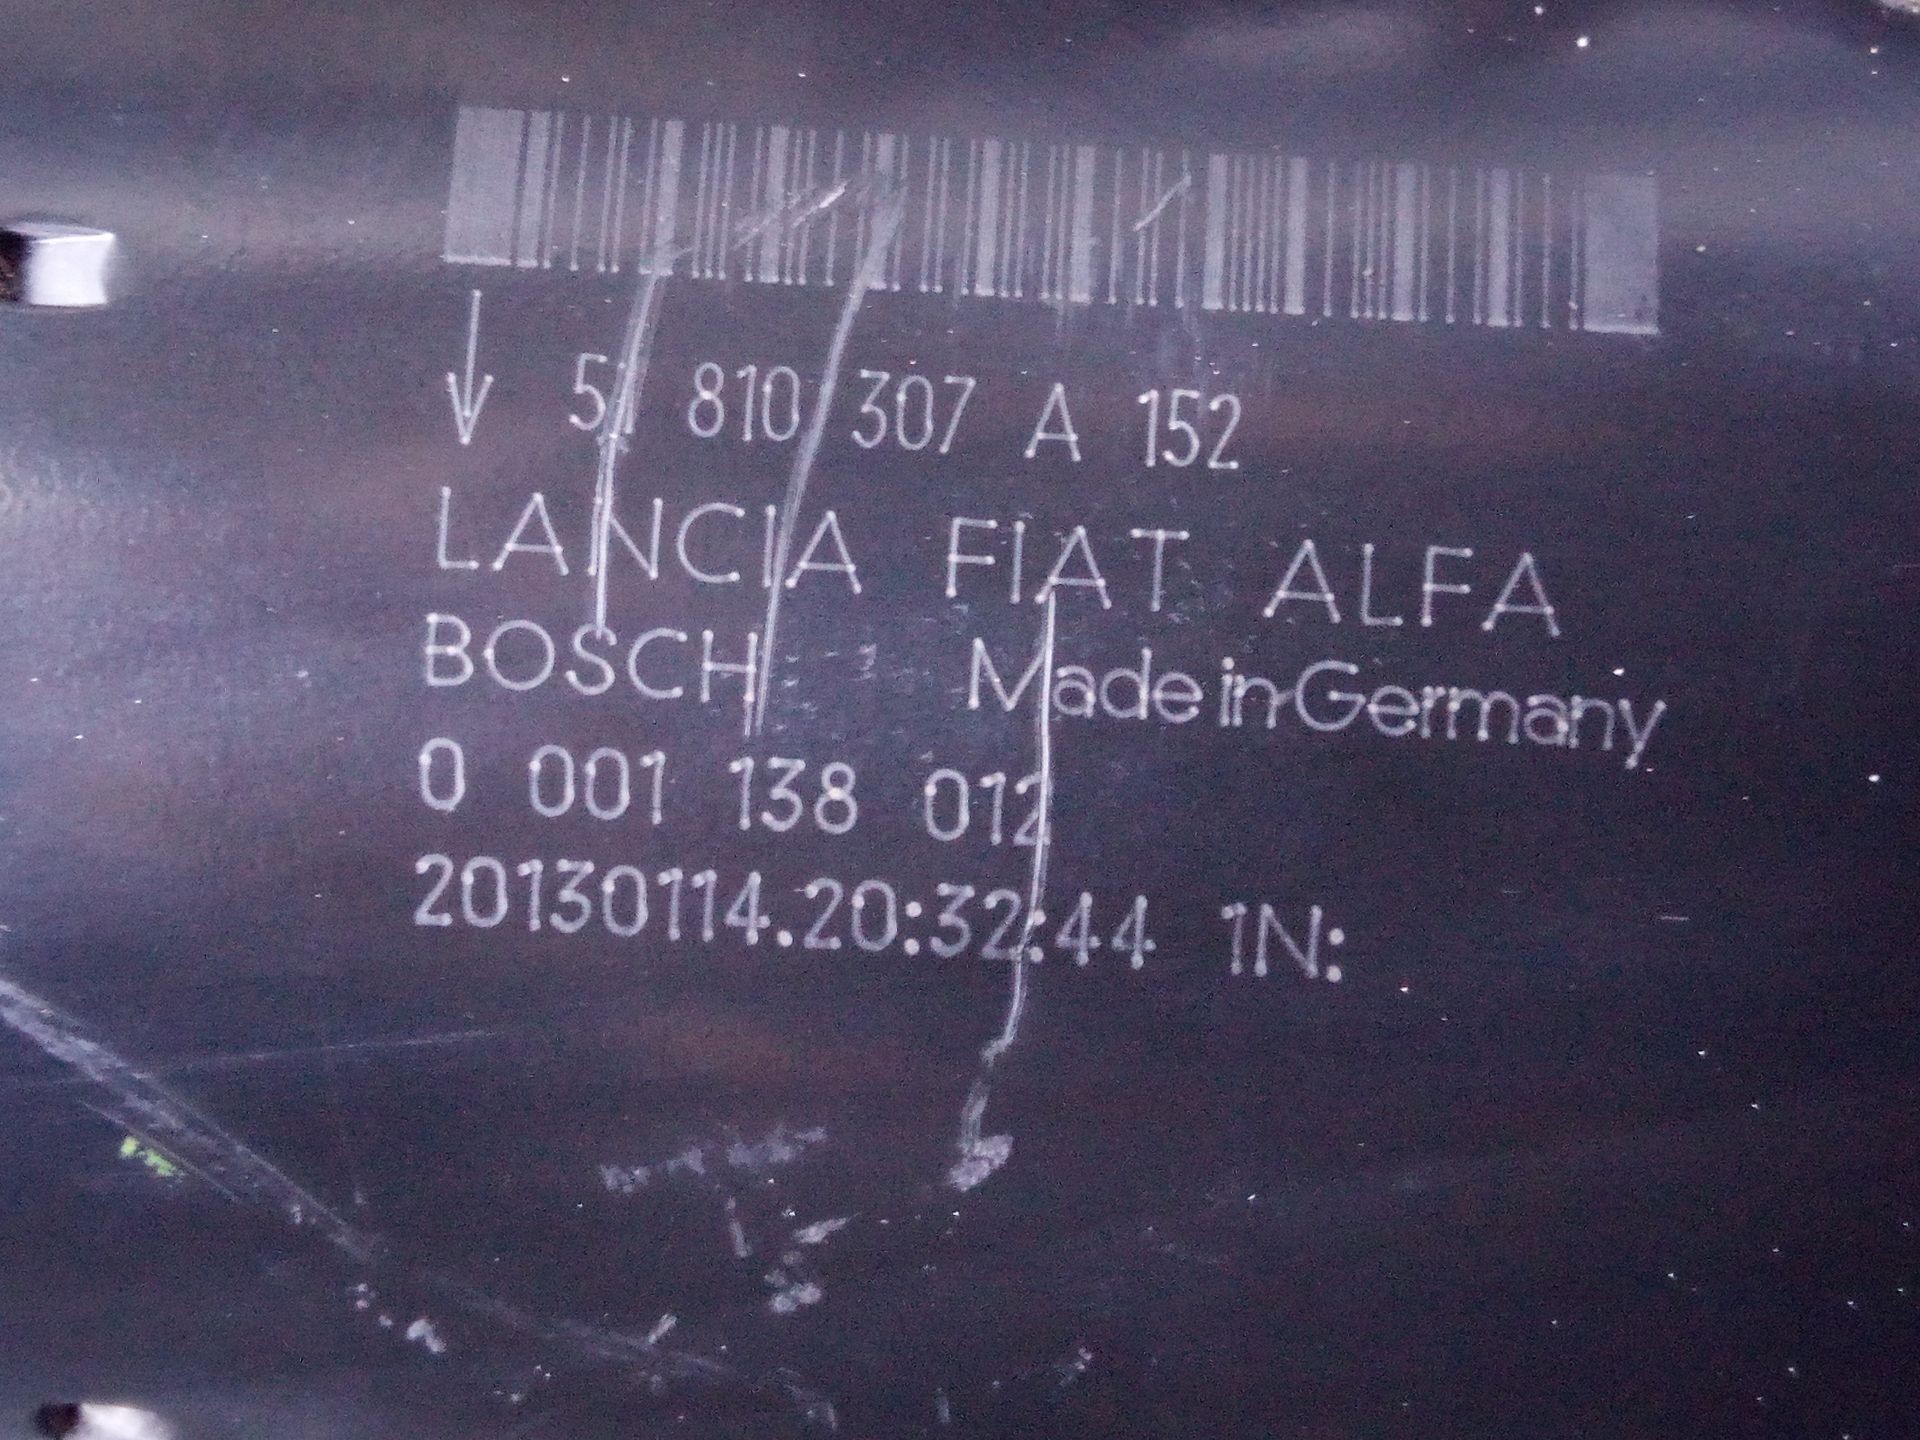 ↓ 51 810 307 A 152
LANCIA FIAT ALFA
BOSCH Made in Germany
0 001 138 012
20130114.20:32:44 1N: